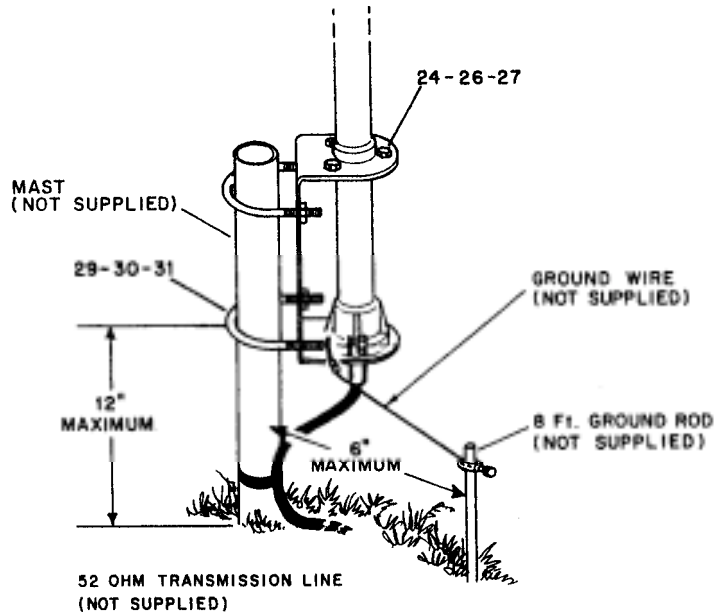 24-26-27
MAST
(NOT SUPPLIED)
29-30-31
GROUND WIRE
(NOT SUPPLIED)
12"
MAXIMUM
8 Ft. GROUND ROD
(NOT SUPPLIED)
6"
MAXIMUM
52 OHM TRANSMISSION LINE
(NOT SUPPLIED)